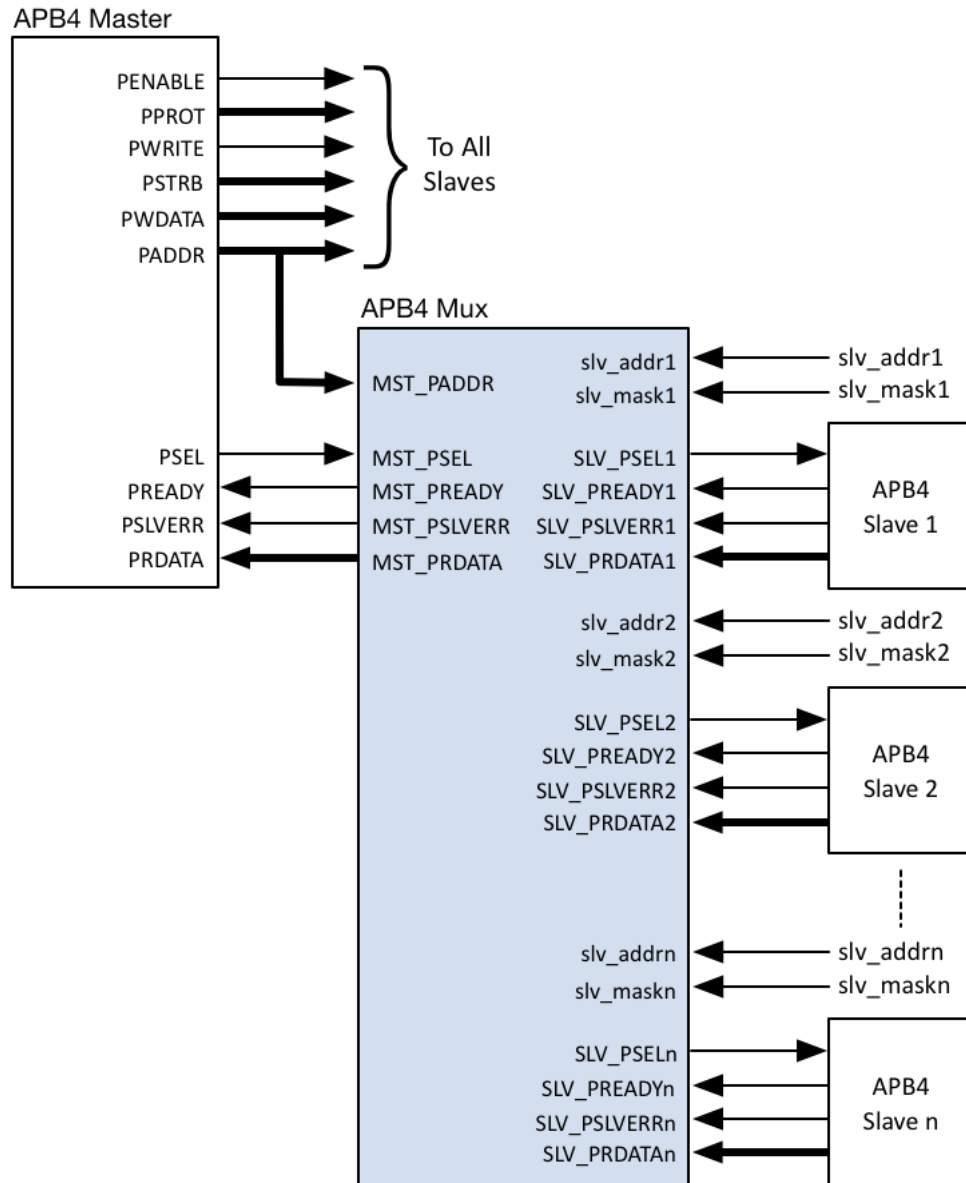 APB4 Master
PENABLE
PPROT
PWRITE
PSTRB
PWDATA
PADDR
To All
Slaves
APB4 Mux
MST_PADDR
slv_addr1
slv_mask1
slv_addr1
slv_mask1
PSEL
PREADY
PSLVERR
PRDATA
MST_PSEL
MST_PREADY
MST_PSLVERR
MST_PRDATA
SLV_PSEL1
SLV_PREADY1
SLV_PSLVERR1
SLV_PRDATA1
APB4
Slave 1
slv_addr2
slv_mask2
slv_addr2
slv_mask2
SLV_PSEL2
SLV_PREADY2
SLV_PSLVERR2
SLV_PRDATA2
APB4
Slave 2
slv_addrn
slv_maskn
slv_addrn
slv_maskn
SLV_PSELn
SLV_PREADYn
SLV_PSLVERRn
SLV_PRDATAn
APB4
Slave n